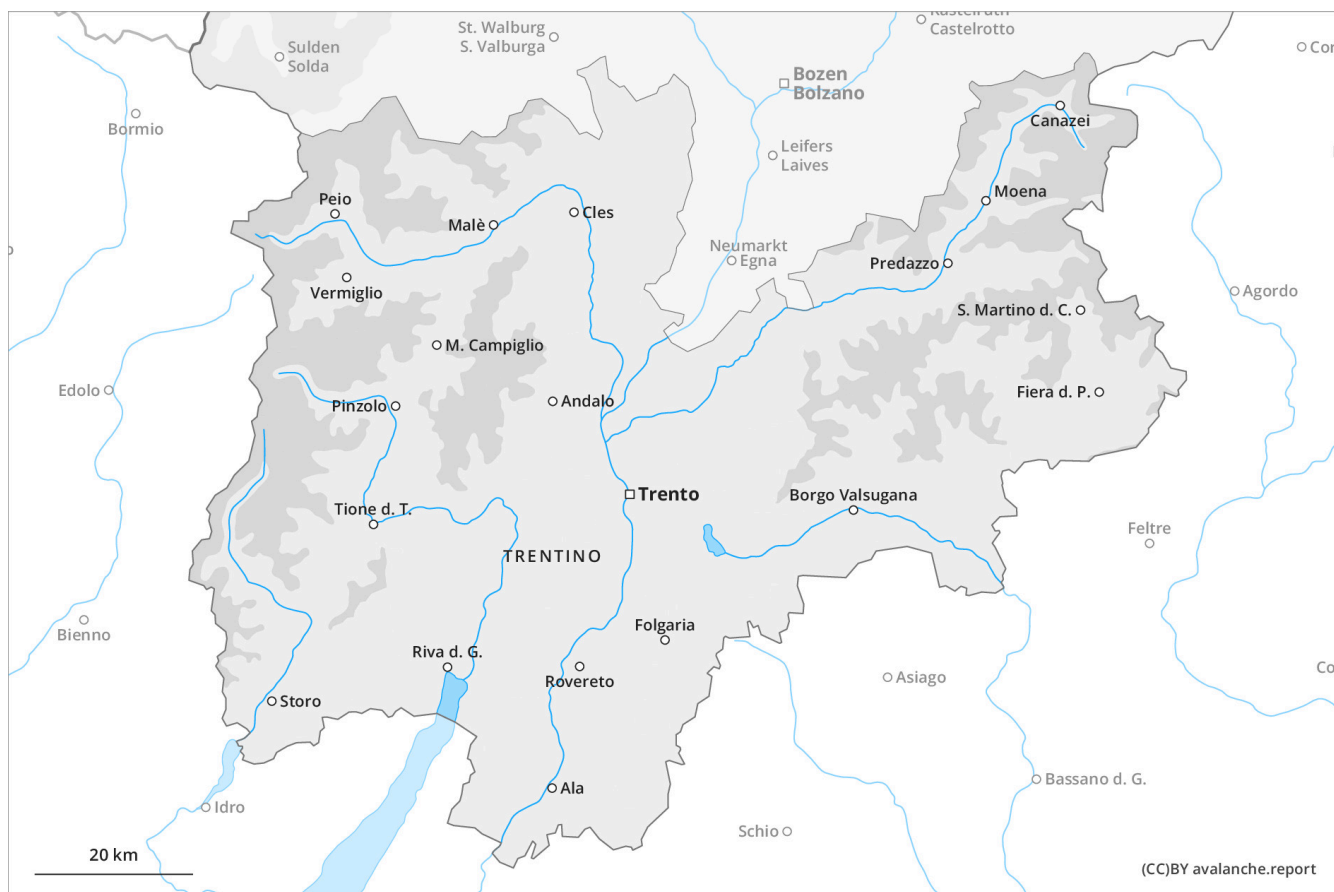 St. Walburg
S. Valburga
Castelrotto
Sulden
Solda
Bozen
Bolzano
Bormio
Canazei
Leifers
Laives
Peio
Moena
Malè
Cles
Neumarkt
Egna
Predazzo
Vermiglio
Agordo
S. Martino d. C.
M. Campiglio
Edolo
Pinzolo
Andalo
Fiera d. P.
Trento
Borgo Valsugana
Tione d. T.
Feltre
TRENTINO
Bienno
Folgaria
Riva d. G.
Rovereto
Asiago
Storo
Bassano d. G.
Ala
Idro
Schio
20 km
(CC)BY avalanche.report